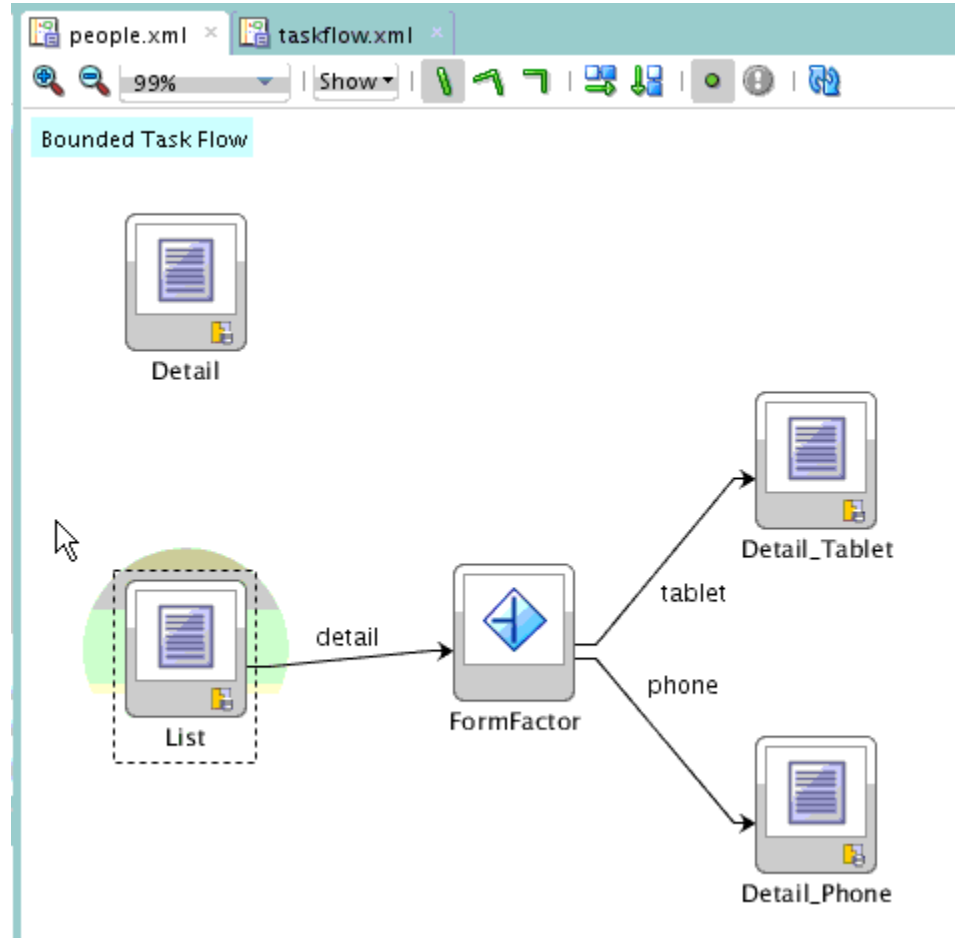 people.xml taskflow.xml
99% Show
Bounded Task Flow
Detail
Detail_Tablet
tablet
detail
phone
FormFactor
List
Detail_Phone